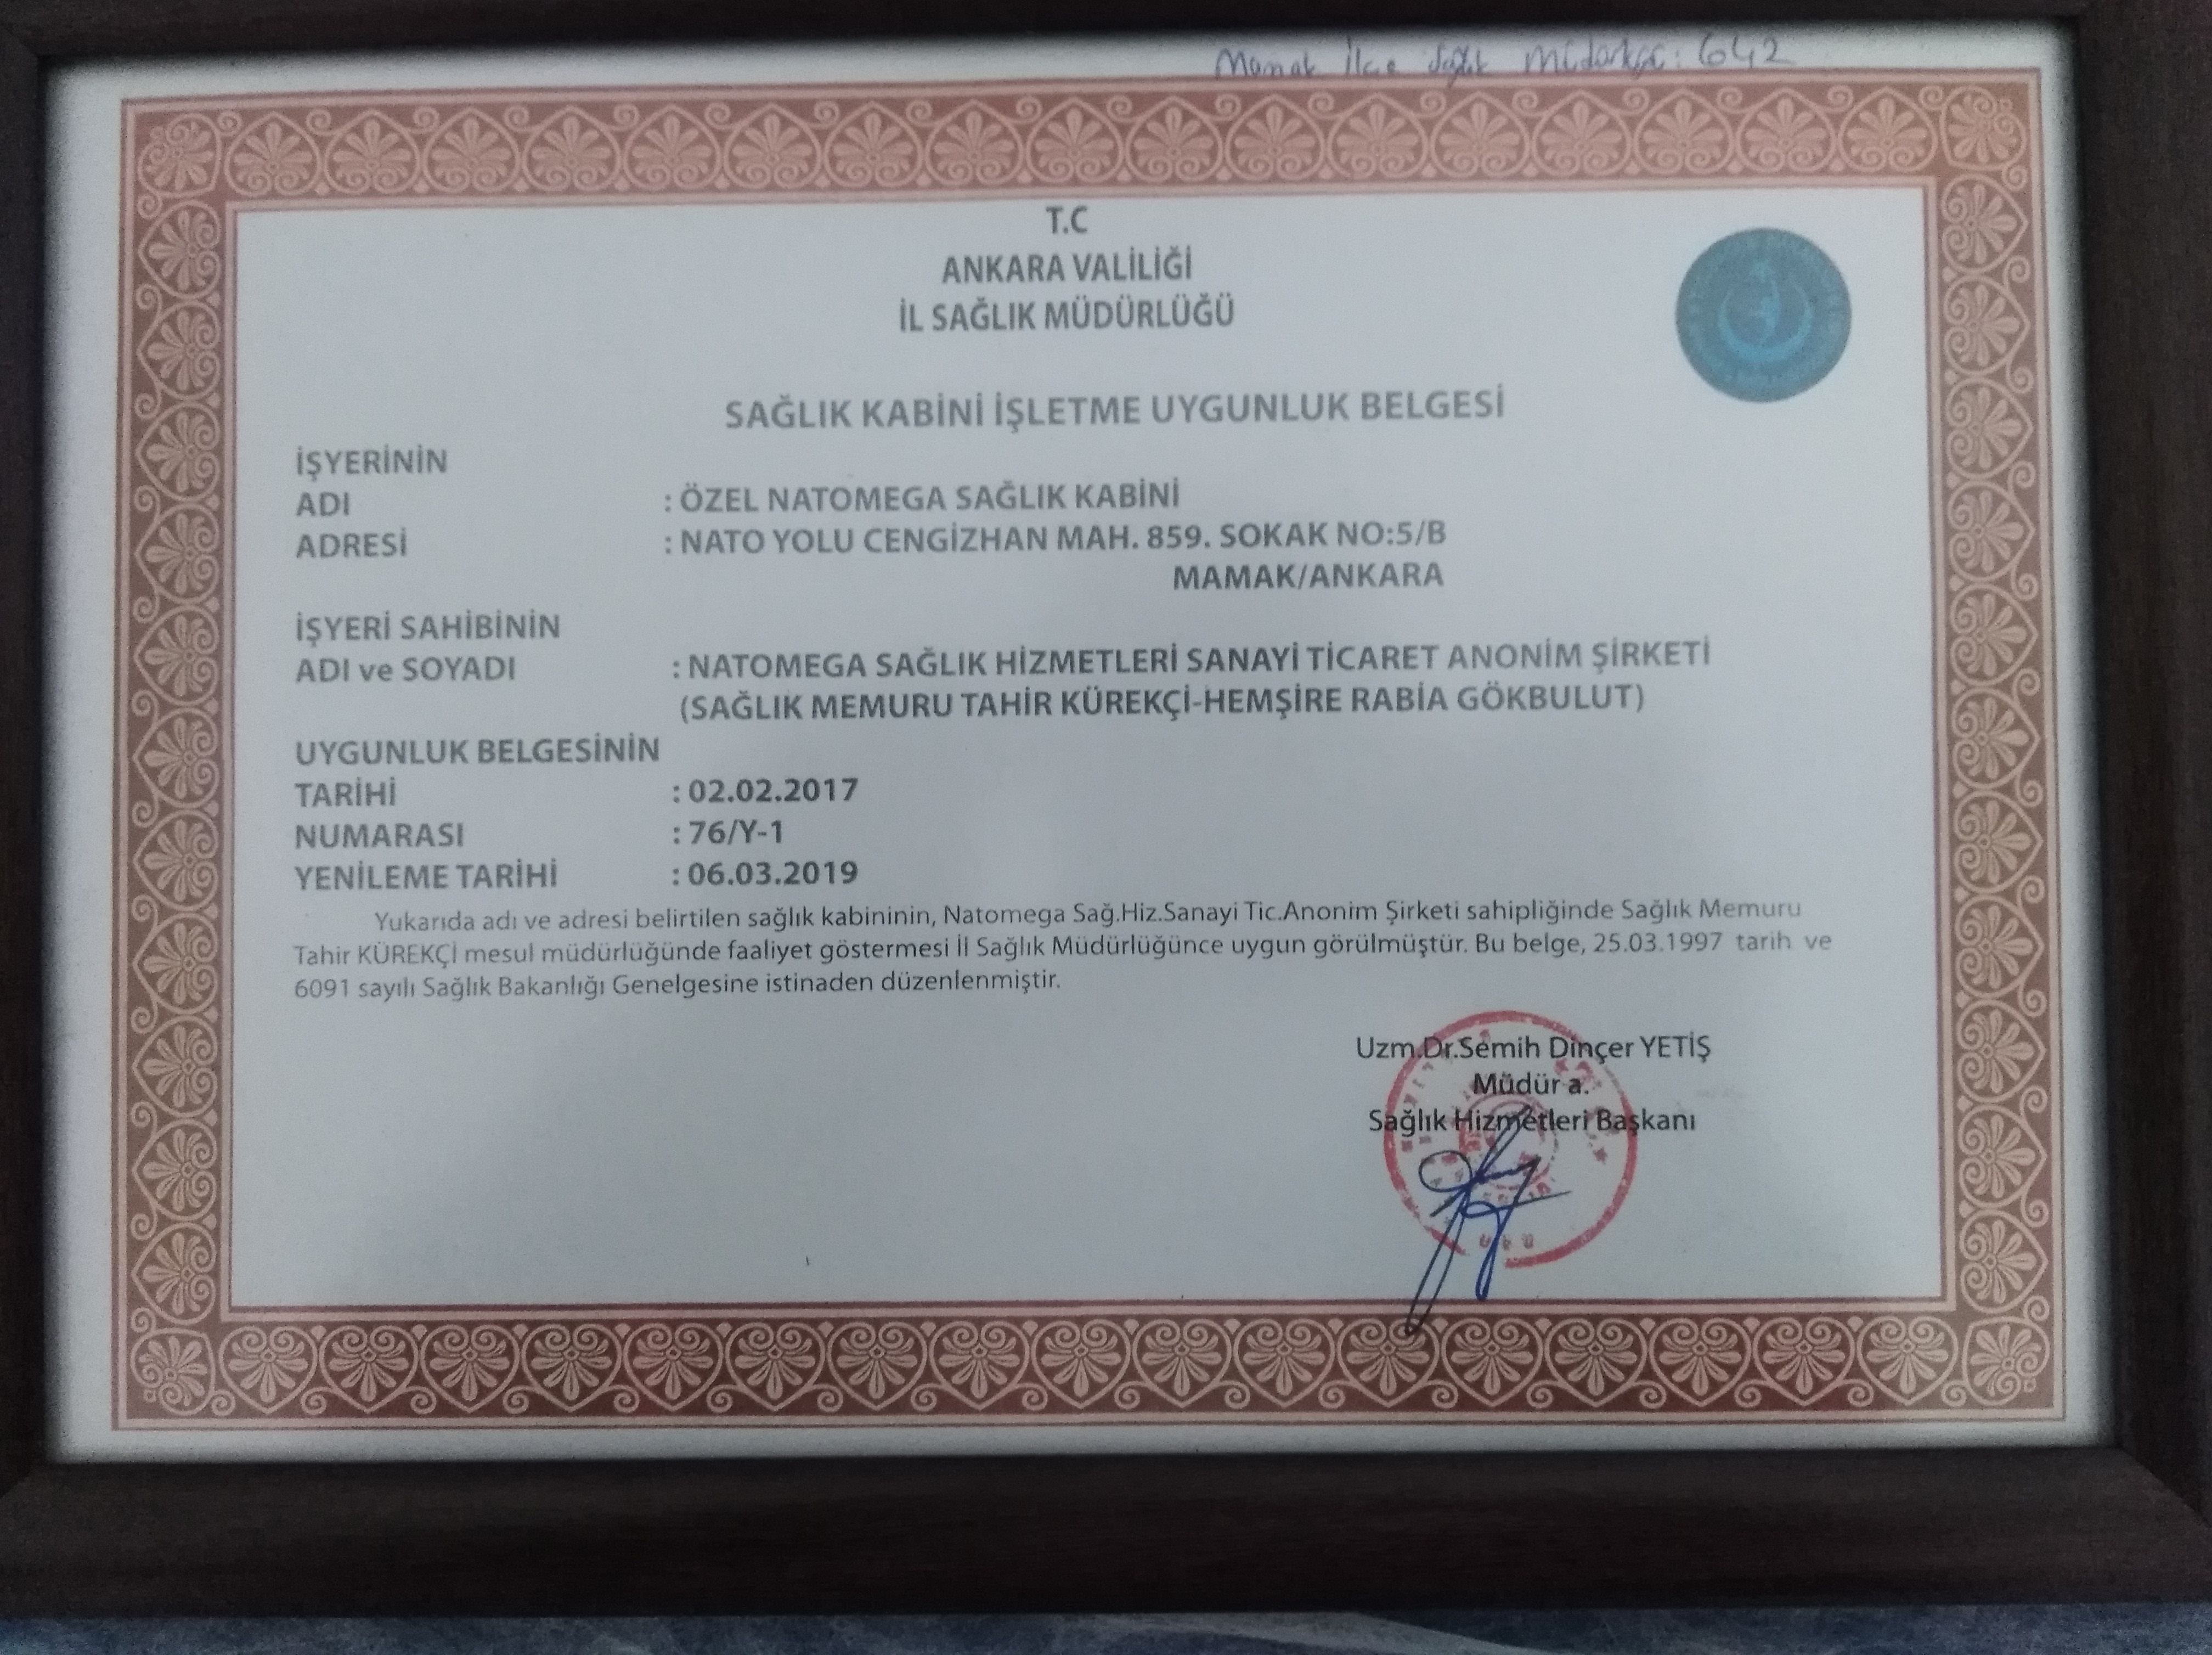 Mamak İlçe Sağlık 642
T.C
ANKARA VALİLİĞİ
İL SAĞLIK MÜDÜRLÜĞÜ
SAĞLIK KABİNİ İŞLETME UYGUNLUK BELGESİ
İŞYERİNİN
ADI : ÖZEL NATOMEGA SAĞLIK KABİNİ
ADRESİ : NATO YOLU CENGİZHAN MAH. 859. SOKAK NO:5/B
MAMAK/ANKARA
İŞYERİ SAHİBİNİN
ADI ve SOYADI : NATOMEGA SAĞLIK HİZMETLERİ SANAYİ TİCARET ANONİM ŞİRKETİ
(SAĞLIK MEMURU TAHİR KÜREKÇİ-HEMŞİRE RABİA GÖKBULUT)
UYGUNLUK BELGESİNİN
TARİHİ : 02.02.2017
NUMARASI : 76/Y-1
YENİLEME TARİHİ : 06.03.2019
Yukarıda adı ve adresi belirtilen sağlık kabininin, Natomega Sağ.Hiz.Sanayi Tic.Anonim Şirketi sahipliğinde Sağlık Memuru
Tahir KÜREKÇİ mesul müdürlüğünde faaliyet göstermesi İl Sağlık Müdürlüğünce uygun görülmüştür. Bu belge, 25.03.1997 tarih ve
6091 sayılı Sağlık Bakanlığı Genelgesine istinaden düzenlenmiştir.
Uzm.Dr.Semih Dinçer YETİŞ
Müdür a.
Sağlık Hizmetleri Başkanı